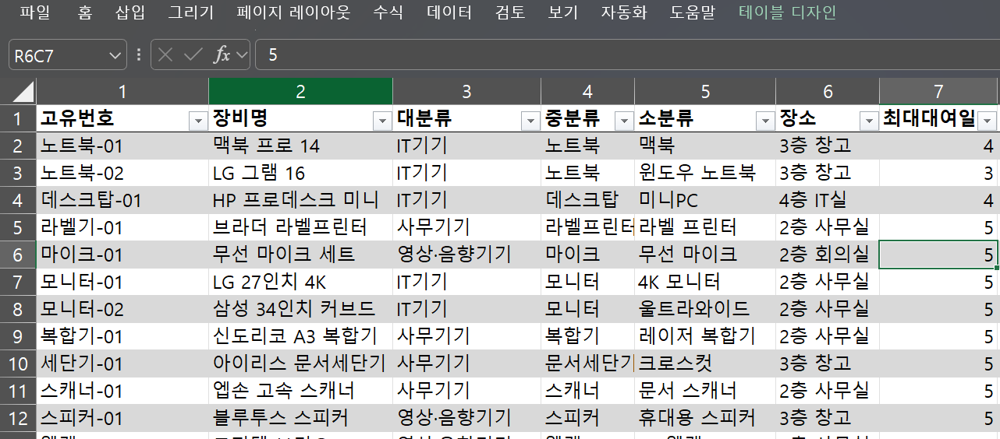 파일 홈 삽입 그리기 페이지 레이아웃 수식 데이터 검토 보기 자동화 도움말 테이블 디자인
R6C7 fx 5
1 2 3 4 5 6 7
1 고유번호 장비명 대분류 중분류 소분류 장소 최대대여일
2 노트북-01 맥북 프로 14 IT기기 노트북 맥북 3층 창고 4
3 노트북-02 LG 그램 16 IT기기 노트북 윈도우 노트북 3층 창고 3
4 데스크탑-01 HP 프로데스크 미니 IT기기 데스크탑 미니PC 4층 IT실 4
5 라벨기-01 브라더 라벨프린터 사무기기 라벨프린터 라벨 프린터 2층 사무실 5
6 마이크-01 무선 마이크 세트 영상·음향기기 마이크 무선 마이크 2층 회의실 5
7 모니터-01 LG 27인치 4K IT기기 모니터 4K 모니터 2층 사무실 5
8 모니터-02 삼성 34인치 커브드 IT기기 모니터 울트라와이드 2층 사무실 5
9 복합기-01 신도리코 A3 복합기 사무기기 복합기 레이저 복합기 2층 사무실 5
10 세단기-01 아이리스 문서세단기 사무기기 문서세단기 크로스컷 3층 창고 5
11 스캐너-01 엡손 고속 스캐너 사무기기 스캐너 문서 스캐너 2층 사무실 5
12 스피커-01 블루투스 스피커 영상·음향기기 스피커 휴대용 스피커 3층 창고 5